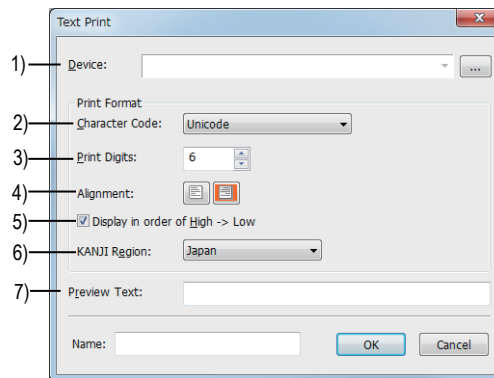 Text Print
x
1) Device: ...
Print Format
2) Character Code: Unicode
3) Print Digits: 6
4) Alignment:
5) Display in order of High -> Low
6) KANJI Region: Japan
7) Preview Text:
Name: OK Cancel